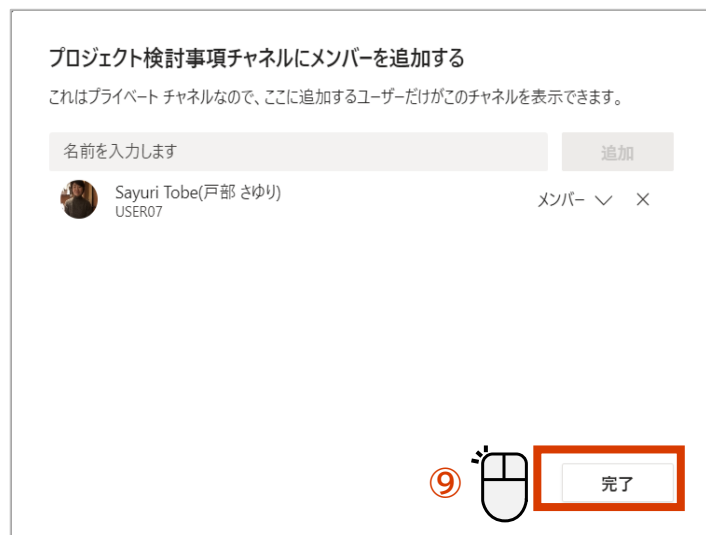 プロジェクト検討事項チャネルにメンバーを追加する
これはプライベート チャネルなので、ここに追加するユーザーだけがこのチャネルを表示できます。
名前を入力します 追加
Sayuri Tobe(戸部 さゆり)
USER07
メンバー
⑨ 完了